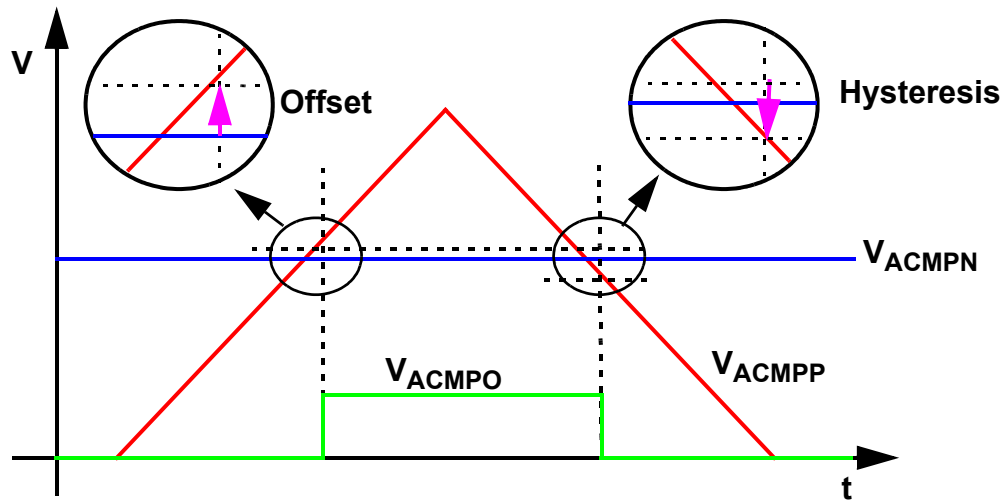 V
Offset
Hysteresis
VACMPN
VACMPO
VACMPP
t